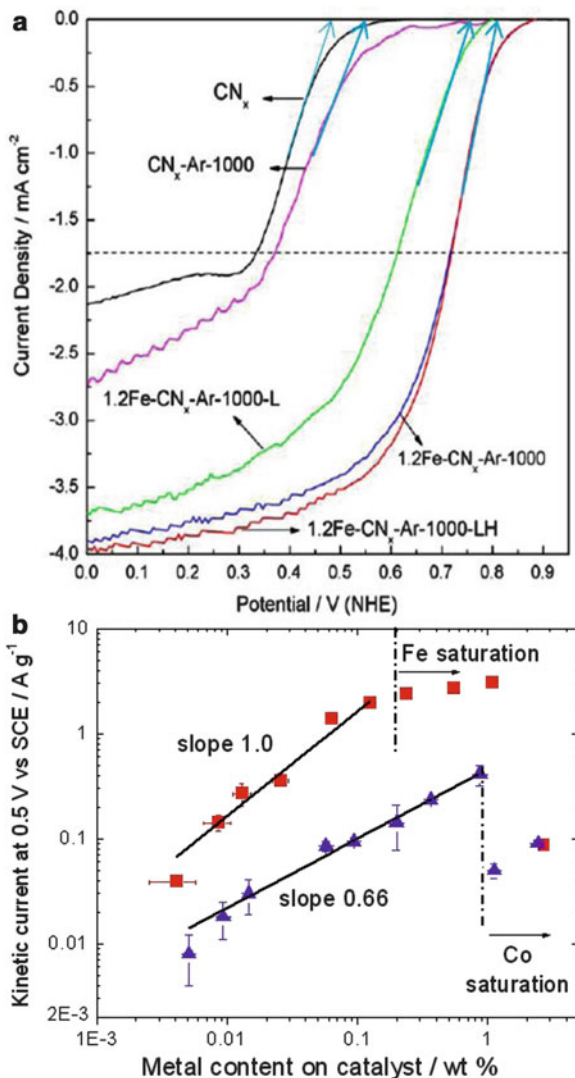 a
0.0
-0.5
-1.0
-1.5
-2.0
-2.5
-3.0
-3.5
-4.0
Current Density / mA cm⁻²
CNₓ
CNₓ-Ar-1000
1.2Fe-CNₓ-Ar-1000-L
1.2Fe-CNₓ-Ar-1000
1.2Fe-CNₓ-Ar-1000-LH
0.0 0.1 0.2 0.3 0.4 0.5 0.6 0.7 0.8 0.9
Potential / V (NHE)
b
10
1
0.1
0.01
2E-3
Kinetic current at 0.5 V vs SCE / A g⁻¹
Fe saturation
slope 1.0
slope 0.66
Co
saturation
1E-3 0.01 0.1 1
Metal content on catalyst / wt %